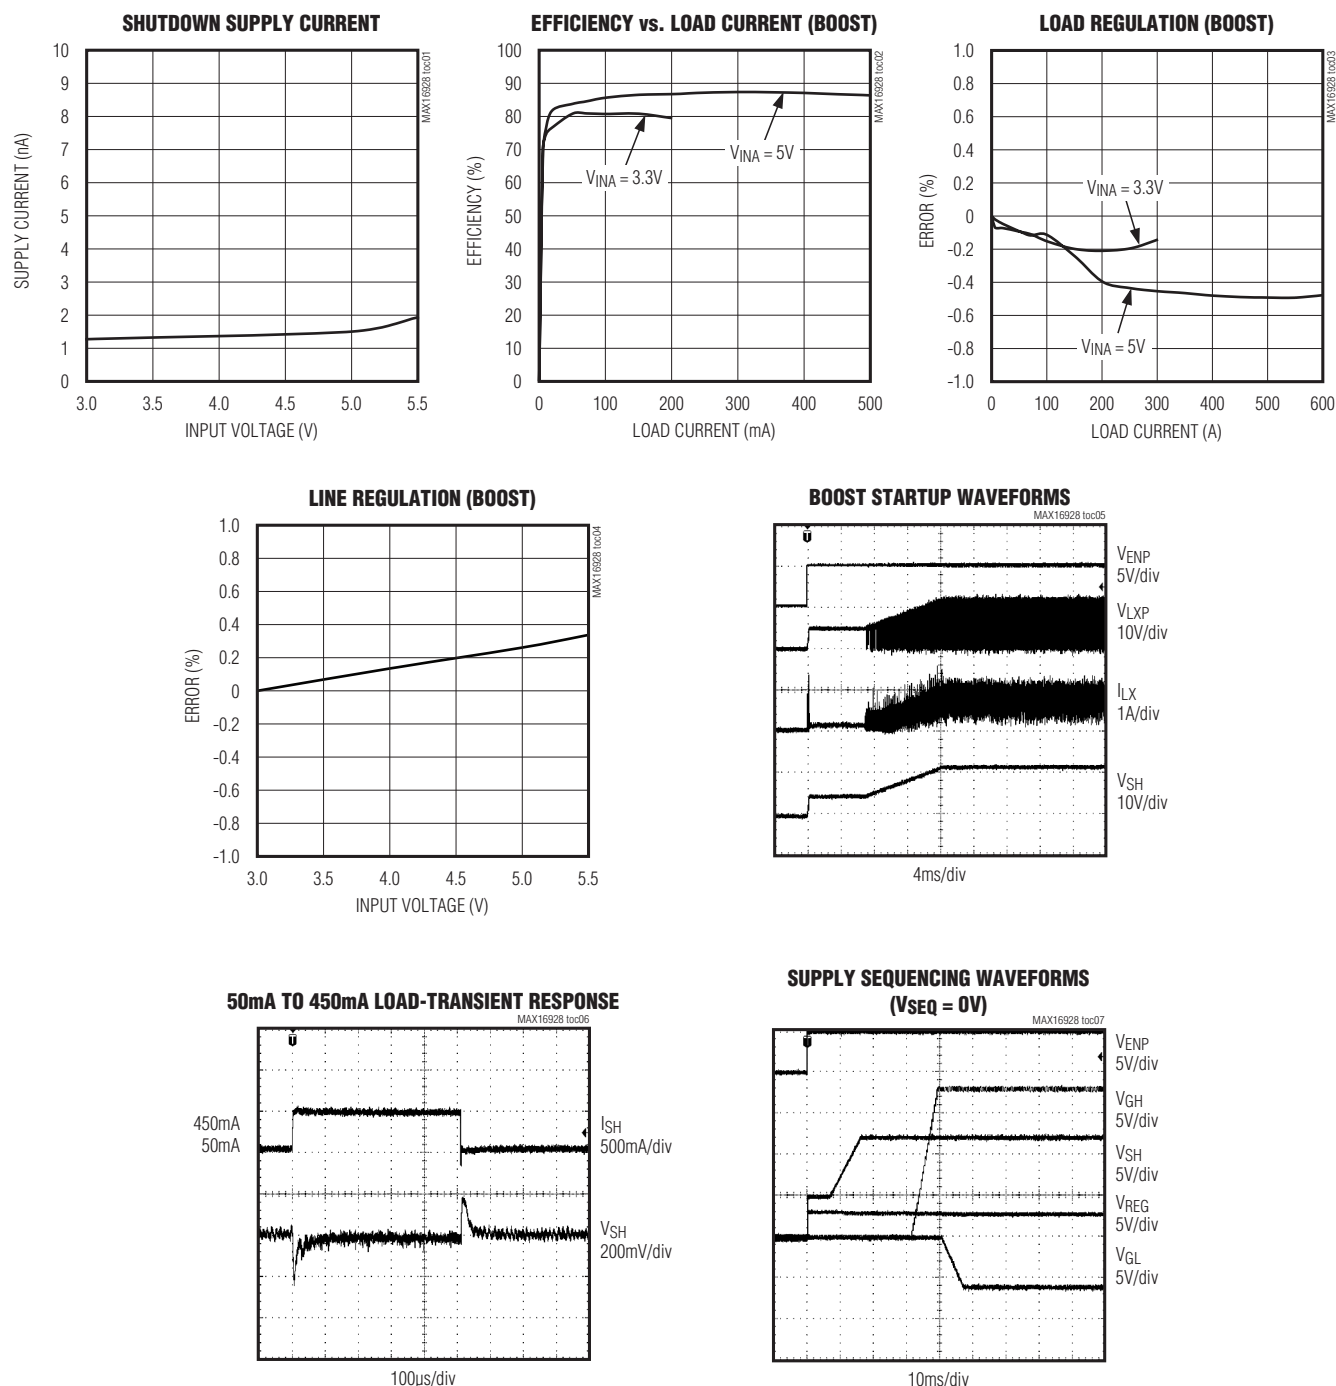 SHUTDOWN SUPPLY CURRENT
MAX16928 toc01
SUPPLY CURRENT (nA)
10
9
8
7
6
5
4
3
2
1
0
3.0 3.5 4.0 4.5 5.0 5.5
INPUT VOLTAGE (V)
EFFICIENCY vs. LOAD CURRENT (BOOST)
MAX16928 toc02
EFFICIENCY (%)
100
90
80
70
60
50
40
30
20
10
0
VINA = 3.3V
VINA = 5V
0 100 200 300 400 500
LOAD CURRENT (mA)
LOAD REGULATION (BOOST)
MAX16928 toc03
ERROR (%)
1.0
0.8
0.6
0.4
0.2
0
-0.2
-0.4
-0.6
-0.8
-1.0
VINA = 3.3V
VINA = 5V
0 100 200 300 400 500 600
LOAD CURRENT (A)
LINE REGULATION (BOOST)
MAX16928 toc04
ERROR (%)
1.0
0.8
0.6
0.4
0.2
0
-0.2
-0.4
-0.6
-0.8
-1.0
3.0 3.5 4.0 4.5 5.0 5.5
INPUT VOLTAGE (V)
BOOST STARTUP WAVEFORMS
MAX16928 toc05
T
VENP
5V/div
VLXP
10V/div
ILX
1A/div
VSH
10V/div
4ms/div
50mA TO 450mA LOAD-TRANSIENT RESPONSE
MAX16928 toc06
T
450mA
50mA
ISH
500mA/div
VSH
200mV/div
100µs/div
SUPPLY SEQUENCING WAVEFORMS
(VSEQ = 0V)
MAX16928 toc07
T
VENP
5V/div
VGH
5V/div
VSH
5V/div
VREG
5V/div
VGL
5V/div
10ms/div